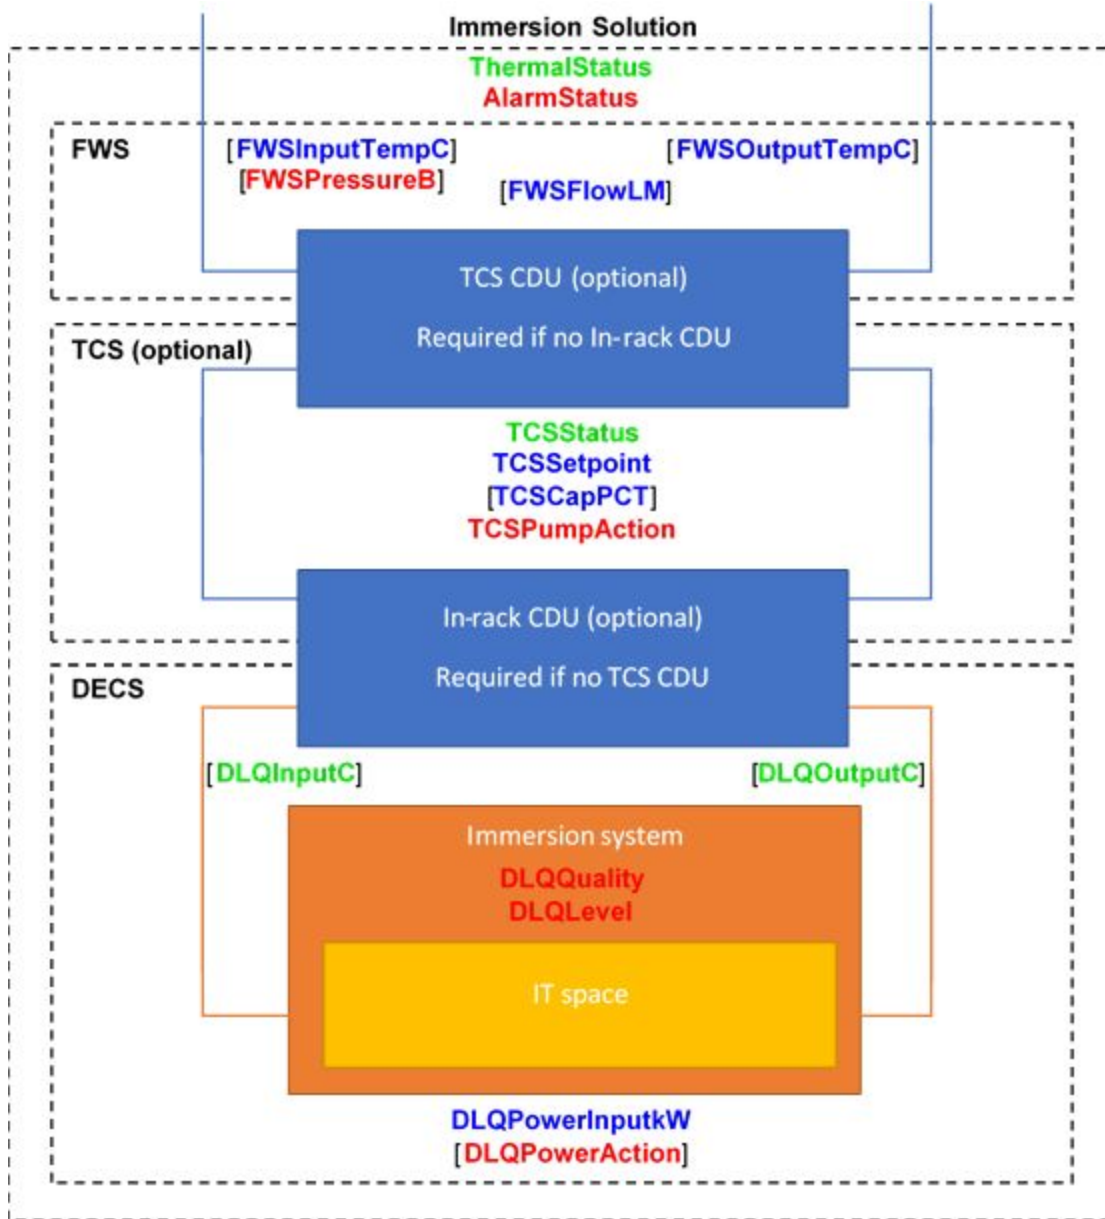 Immersion Solution
ThermalStatus
AlarmStatus
FWS
[FWSInputTempC]
[FWSOutputTempC]
[FWSPressureB]
[FWSFlowLM]
TCS CDU (optional)
Required if no In-rack CDU
TCS (optional)
TCSStatus
TCSSetpoint
[TCSCapPCT]
TCSPumpAction
In-rack CDU (optional)
Required if no TCS CDU
DECS
[DLQInputC]
[DLQOutputC]
Immersion system
DLQQuality
DLQLevel
IT space
DLQPowerInputkW
[DLQPowerAction]